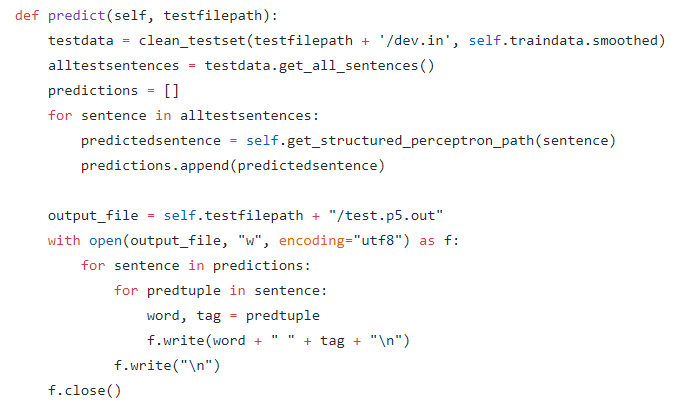 def predict(self, testfilepath):
    testdata = clean_testset(testfilepath + '/dev.in', self.traindata.smoothed)
    alltestsentences = testdata.get_all_sentences()
    predictions = []
    for sentence in alltestsentences:
        predictedsentence = self.get_structured_perceptron_path(sentence)
        predictions.append(predictedsentence)

    output_file = self.testfilepath + "/test.p5.out"
    with open(output_file, "w", encoding="utf8") as f:
        for sentence in predictions:
            for predtuple in sentence:
                word, tag = predtuple
                f.write(word + " " + tag + "\n")
            f.write("\n")
    f.close()